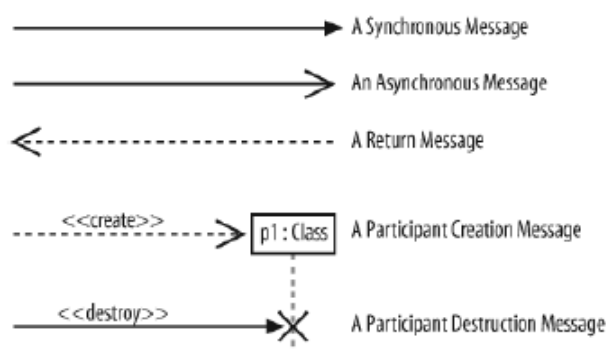 A Synchronous Message
An Asynchronous Message
A Return Message
<<create>> p1 : Class A Participant Creation Message
<<destroy>> A Participant Destruction Message